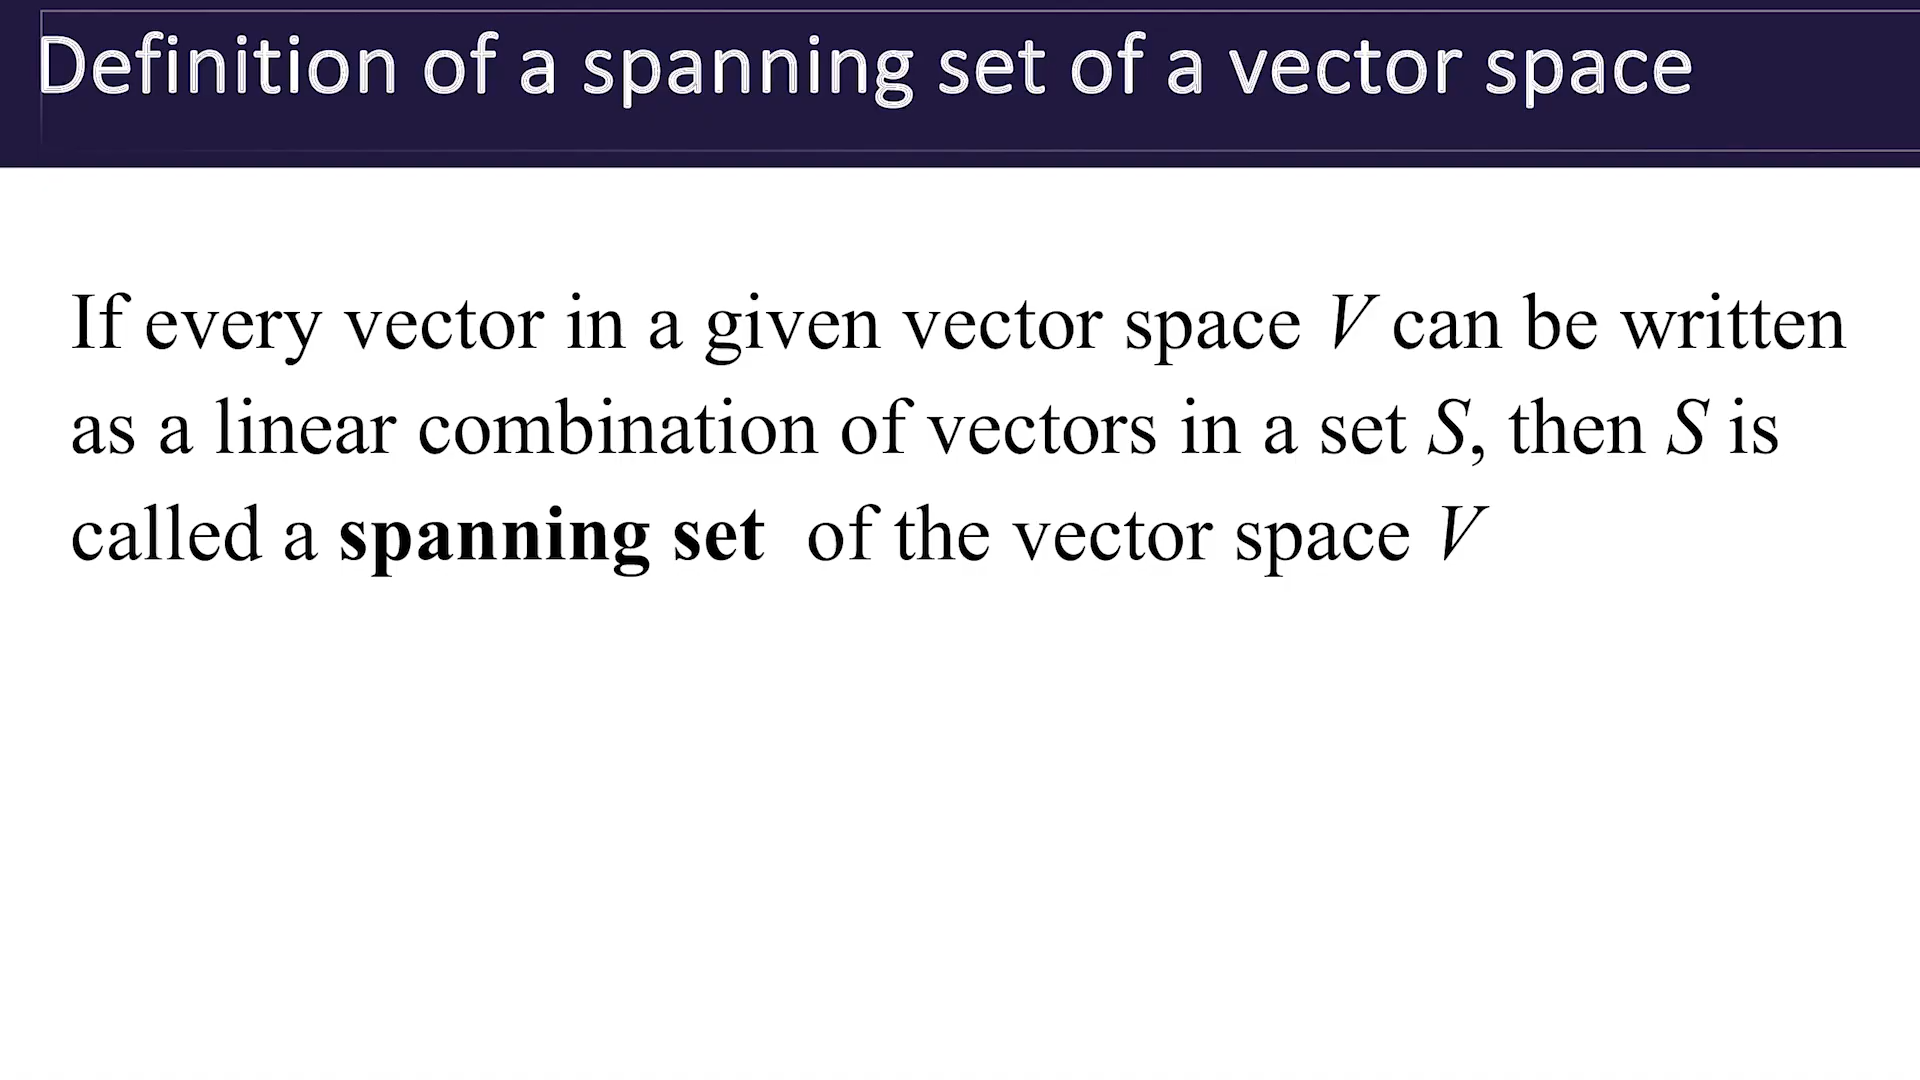 Definition of a spanning set of a vector space
If every vector in a given vector space V can be written
as a linear combination of vectors in a set S, then S is
called a spanning set of the vector space V